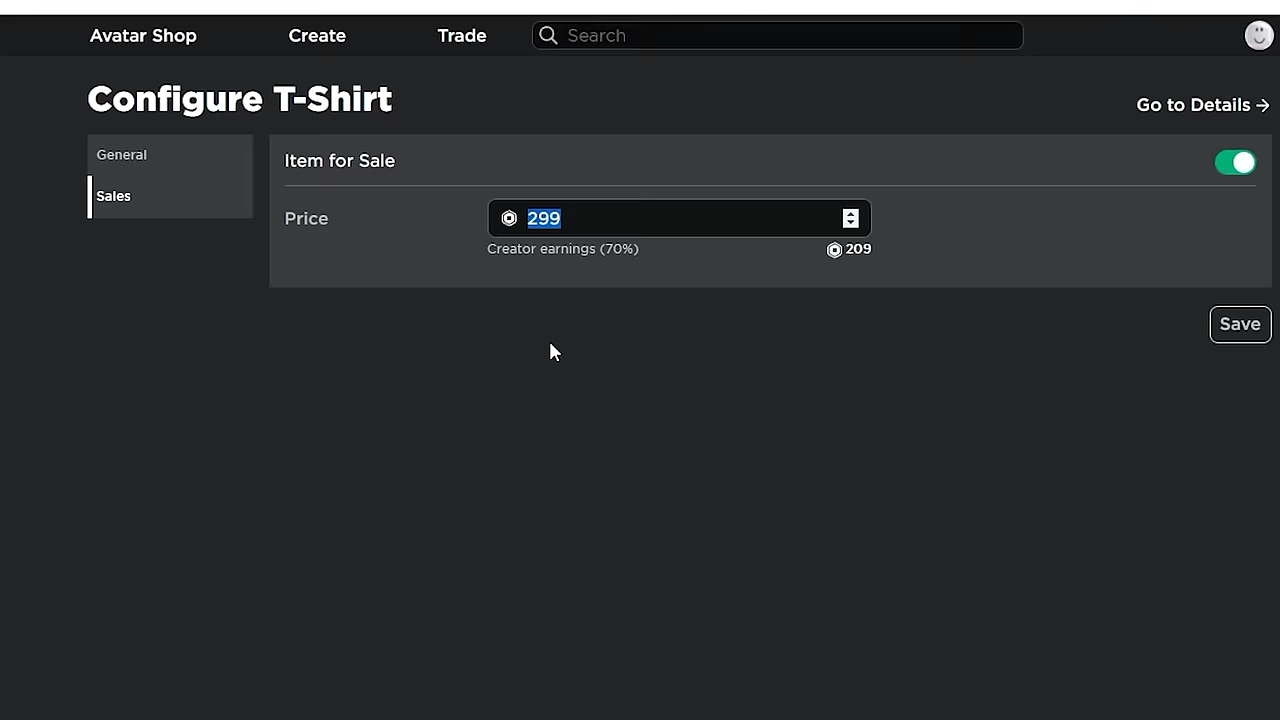 Avatar Shop Create Trade Search
Configure T-Shirt
Go to Details →
General
Sales
Item for Sale
Price 299
Creator earnings (70%) 209
Save